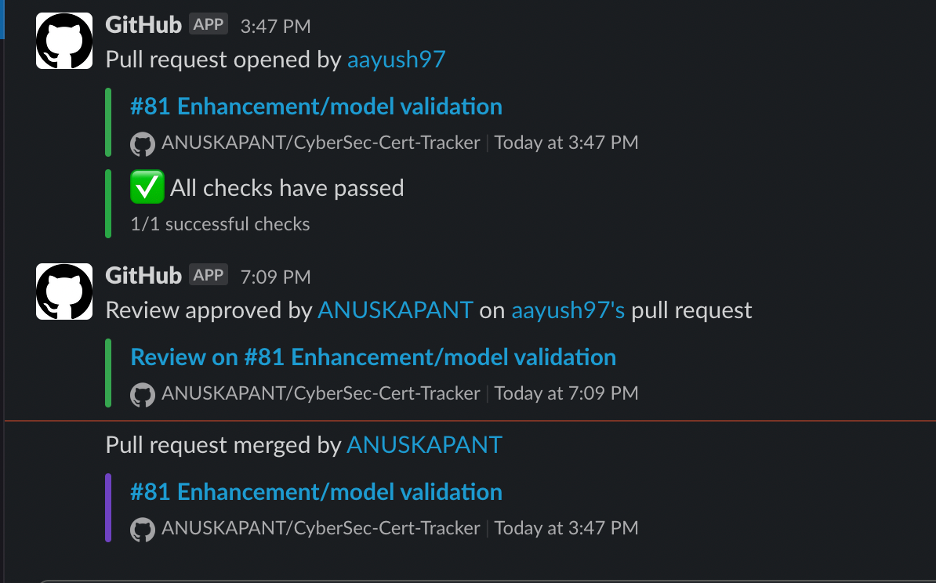 GitHub APP 3:47 PM
Pull request opened by aayush97
#81 Enhancement/model validation
ANUSKAPANT/CyberSec-Cert-Tracker | Today at 3:47 PM
✅ All checks have passed
1/1 successful checks
GitHub APP 7:09 PM
Review approved by ANUSKAPANT on aayush97's pull request
Review on #81 Enhancement/model validation
ANUSKAPANT/CyberSec-Cert-Tracker | Today at 7:09 PM
Pull request merged by ANUSKAPANT
#81 Enhancement/model validation
ANUSKAPANT/CyberSec-Cert-Tracker | Today at 3:47 PM